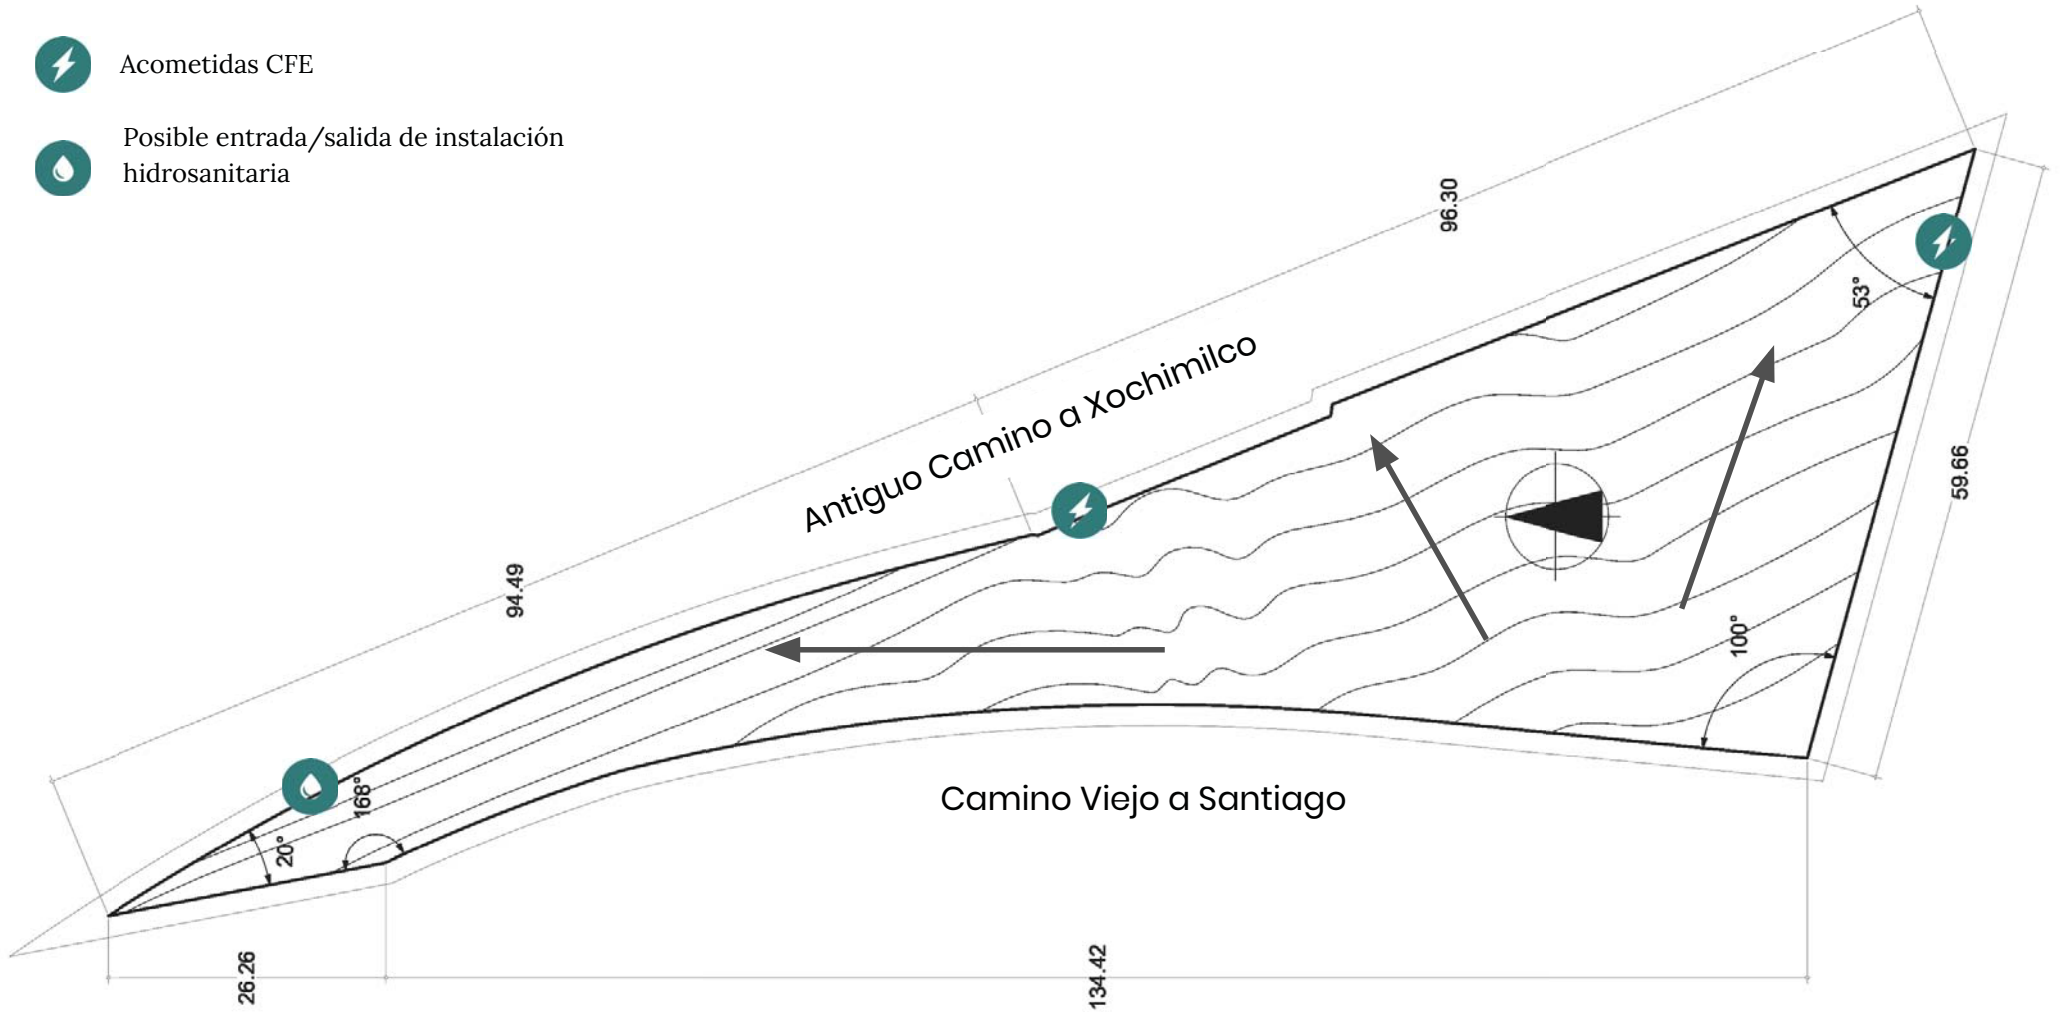 Acometidas CFE
Posible entrada/salida de instalación
hidrosanitaria
96.30
53°
Antiguo Camino a Xochimilco
59.66
94.49
100°
168°
20°
Camino Viejo a Santiago
26.26
134.42